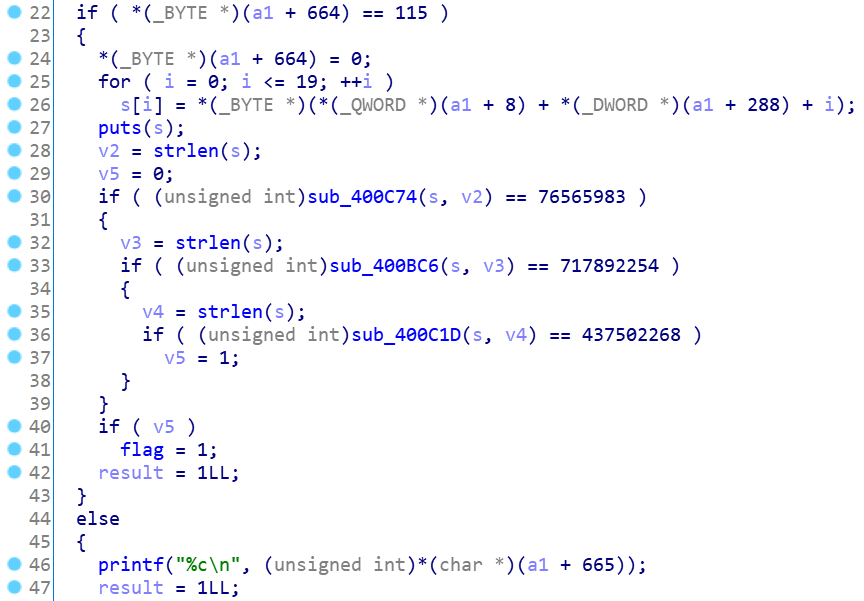 22 if ( *(_BYTE *)(a1 + 664) == 115 )
23 {
24 *(_BYTE *)(a1 + 664) = 0;
25 for ( i = 0; i <= 19; ++i )
26 s[i] = *(_BYTE *)(*(_QWORD *)(a1 + 8) + *(_DWORD *)(a1 + 288) + i);
27 puts(s);
28 v2 = strlen(s);
29 v5 = 0;
30 if ( (unsigned int)sub_400C74(s, v2) == 76565983 )
31 {
32 v3 = strlen(s);
33 if ( (unsigned int)sub_400BC6(s, v3) == 717892254 )
34 {
35 v4 = strlen(s);
36 if ( (unsigned int)sub_400C1D(s, v4) == 437502268 )
37 v5 = 1;
38 }
39 }
40 if ( v5 )
41 flag = 1;
42 result = 1LL;
43 }
44 else
45 {
46 printf("%c\n", (unsigned int)*(char *)(a1 + 665));
47 result = 1LL;